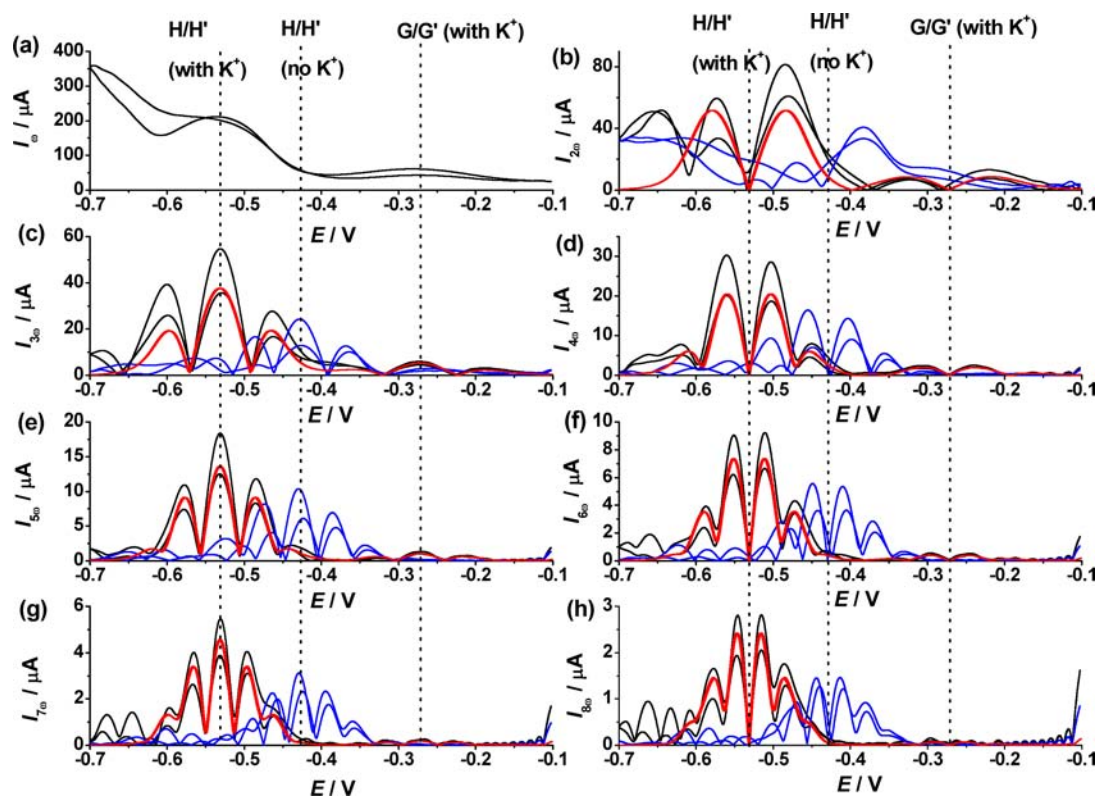 H/H' H/H' G/G' (with K⁺) H/H' H/H' G/G' (with K⁺)
(with K⁺) (no K⁺) (with K⁺) (no K⁺)
(a)
400
300
200
100
0
Iω / μA
-0.7 -0.6 -0.5 -0.4 -0.3 -0.2 -0.1
E / V
(b)
80
40
0
I2ω / μA
-0.7 -0.6 -0.5 -0.4 -0.3 -0.2 -0.1
E / V
(c)
60
40
20
0
I3ω / μA
-0.7 -0.6 -0.5 -0.4 -0.3 -0.2 -0.1
E / V
(d)
40
30
20
10
0
I4ω / μA
-0.7 -0.6 -0.5 -0.4 -0.3 -0.2 -0.1
E / V
(e)
20
15
10
5
0
I5ω / μA
-0.7 -0.6 -0.5 -0.4 -0.3 -0.2 -0.1
E / V
(f)
10
8
6
4
2
0
I6ω / μA
-0.7 -0.6 -0.5 -0.4 -0.3 -0.2 -0.1
E / V
(g)
6
4
2
0
I7ω / μA
-0.7 -0.6 -0.5 -0.4 -0.3 -0.2 -0.1
E / V
(h)
3
2
1
0
I8ω / μA
-0.7 -0.6 -0.5 -0.4 -0.3 -0.2 -0.1
E / V